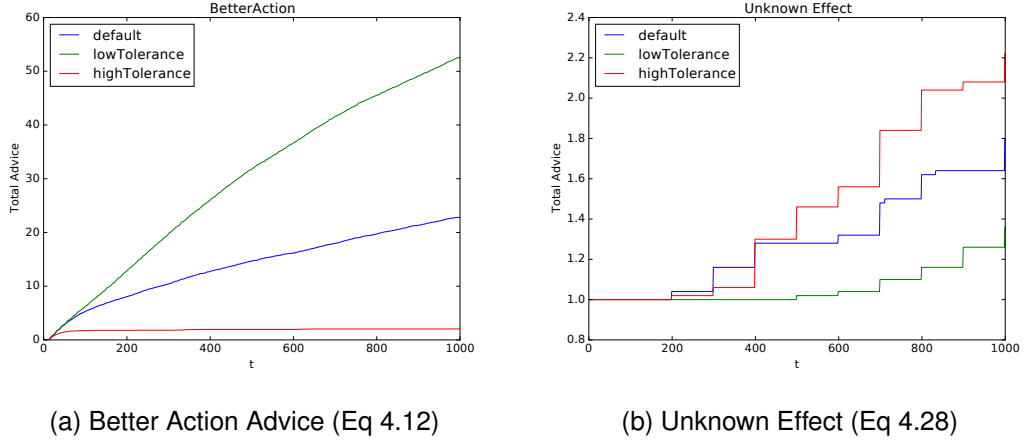 BetterAction
60
50
40
30
20
10
0
Total Advice
0 200 400 600 800 1000
t
default
lowTolerance
highTolerance
(a) Better Action Advice (Eq 4.12)
Unknown Effect
2.4
2.2
2.0
1.8
1.6
1.4
1.2
1.0
0.8
Total Advice
0 200 400 600 800 1000
t
default
lowTolerance
highTolerance
(b) Unknown Effect (Eq 4.28)